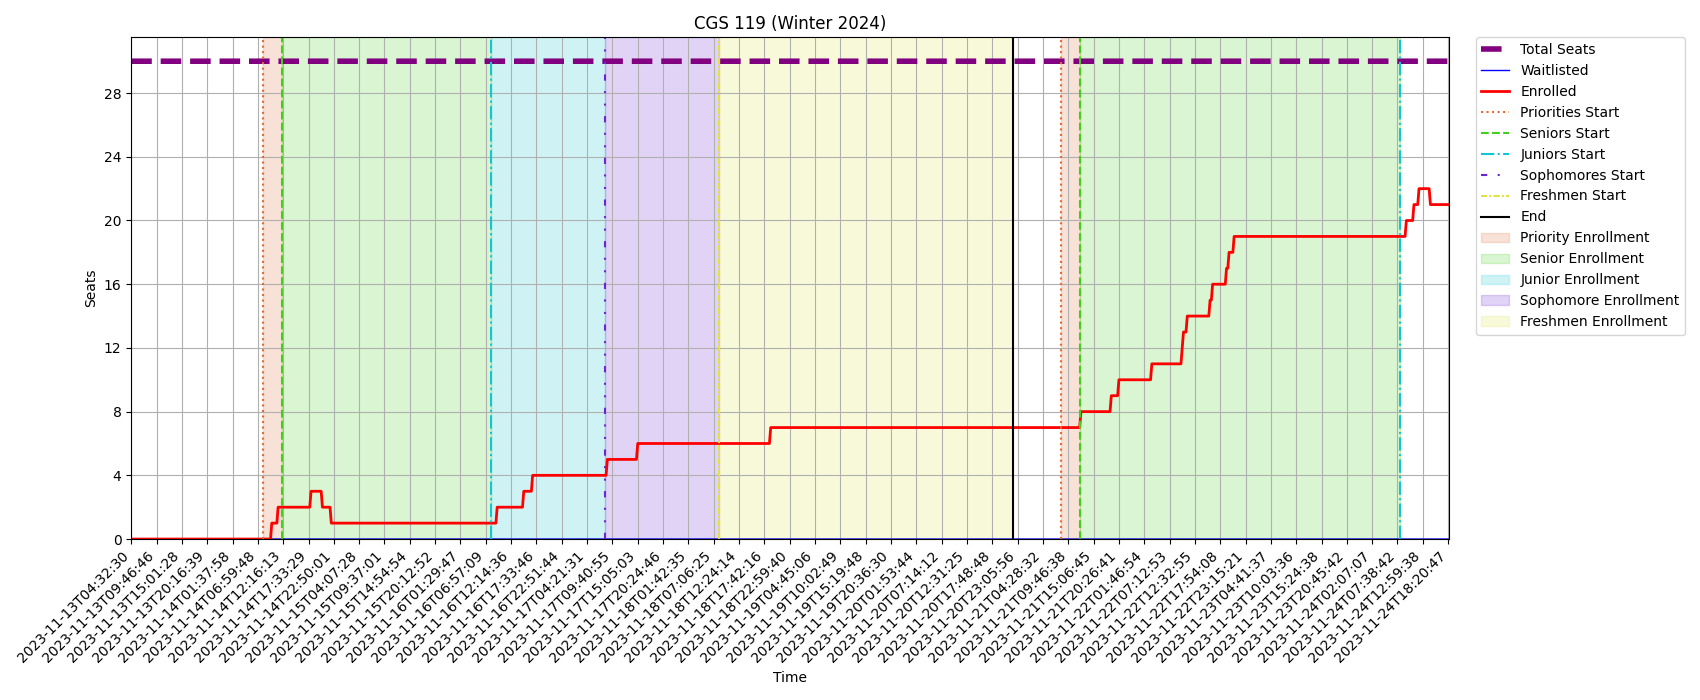 CGS 119 (Winter 2024)
Seats
28
24
20
16
12
8
4
0
2023-11-13T04:32:30
2023-11-13T09:46:46
2023-11-13T15:01:28
2023-11-13T20:16:39
2023-11-14T01:37:58
2023-11-14T06:59:48
2023-11-14T12:16:13
2023-11-14T17:33:29
2023-11-14T22:50:01
2023-11-15T04:07:28
2023-11-15T09:37:01
2023-11-15T14:54:54
2023-11-15T20:12:52
2023-11-16T01:29:47
2023-11-16T06:57:09
2023-11-16T12:14:36
2023-11-16T17:33:46
2023-11-16T22:51:44
2023-11-17T04:21:31
2023-11-17T09:40:55
2023-11-17T15:05:03
2023-11-17T20:24:46
2023-11-18T01:42:35
2023-11-18T07:06:25
2023-11-18T12:24:14
2023-11-18T17:42:16
2023-11-18T22:59:40
2023-11-19T04:45:06
2023-11-19T10:02:49
2023-11-19T15:19:48
2023-11-19T20:36:30
2023-11-20T01:53:44
2023-11-20T07:14:12
2023-11-20T12:31:25
2023-11-20T17:48:48
2023-11-20T23:05:56
2023-11-21T04:28:32
2023-11-21T09:46:38
2023-11-21T15:06:45
2023-11-21T20:26:41
2023-11-22T01:46:54
2023-11-22T07:12:53
2023-11-22T12:32:55
2023-11-22T17:54:08
2023-11-22T23:15:21
2023-11-23T04:41:37
2023-11-23T10:03:36
2023-11-23T15:24:38
2023-11-23T20:45:42
2023-11-24T02:07:07
2023-11-24T07:38:42
2023-11-24T12:59:38
2023-11-24T18:20:47
Time
Total Seats
Waitlisted
Enrolled
Priorities Start
Seniors Start
Juniors Start
Sophomores Start
Freshmen Start
End
Priority Enrollment
Senior Enrollment
Junior Enrollment
Sophomore Enrollment
Freshmen Enrollment